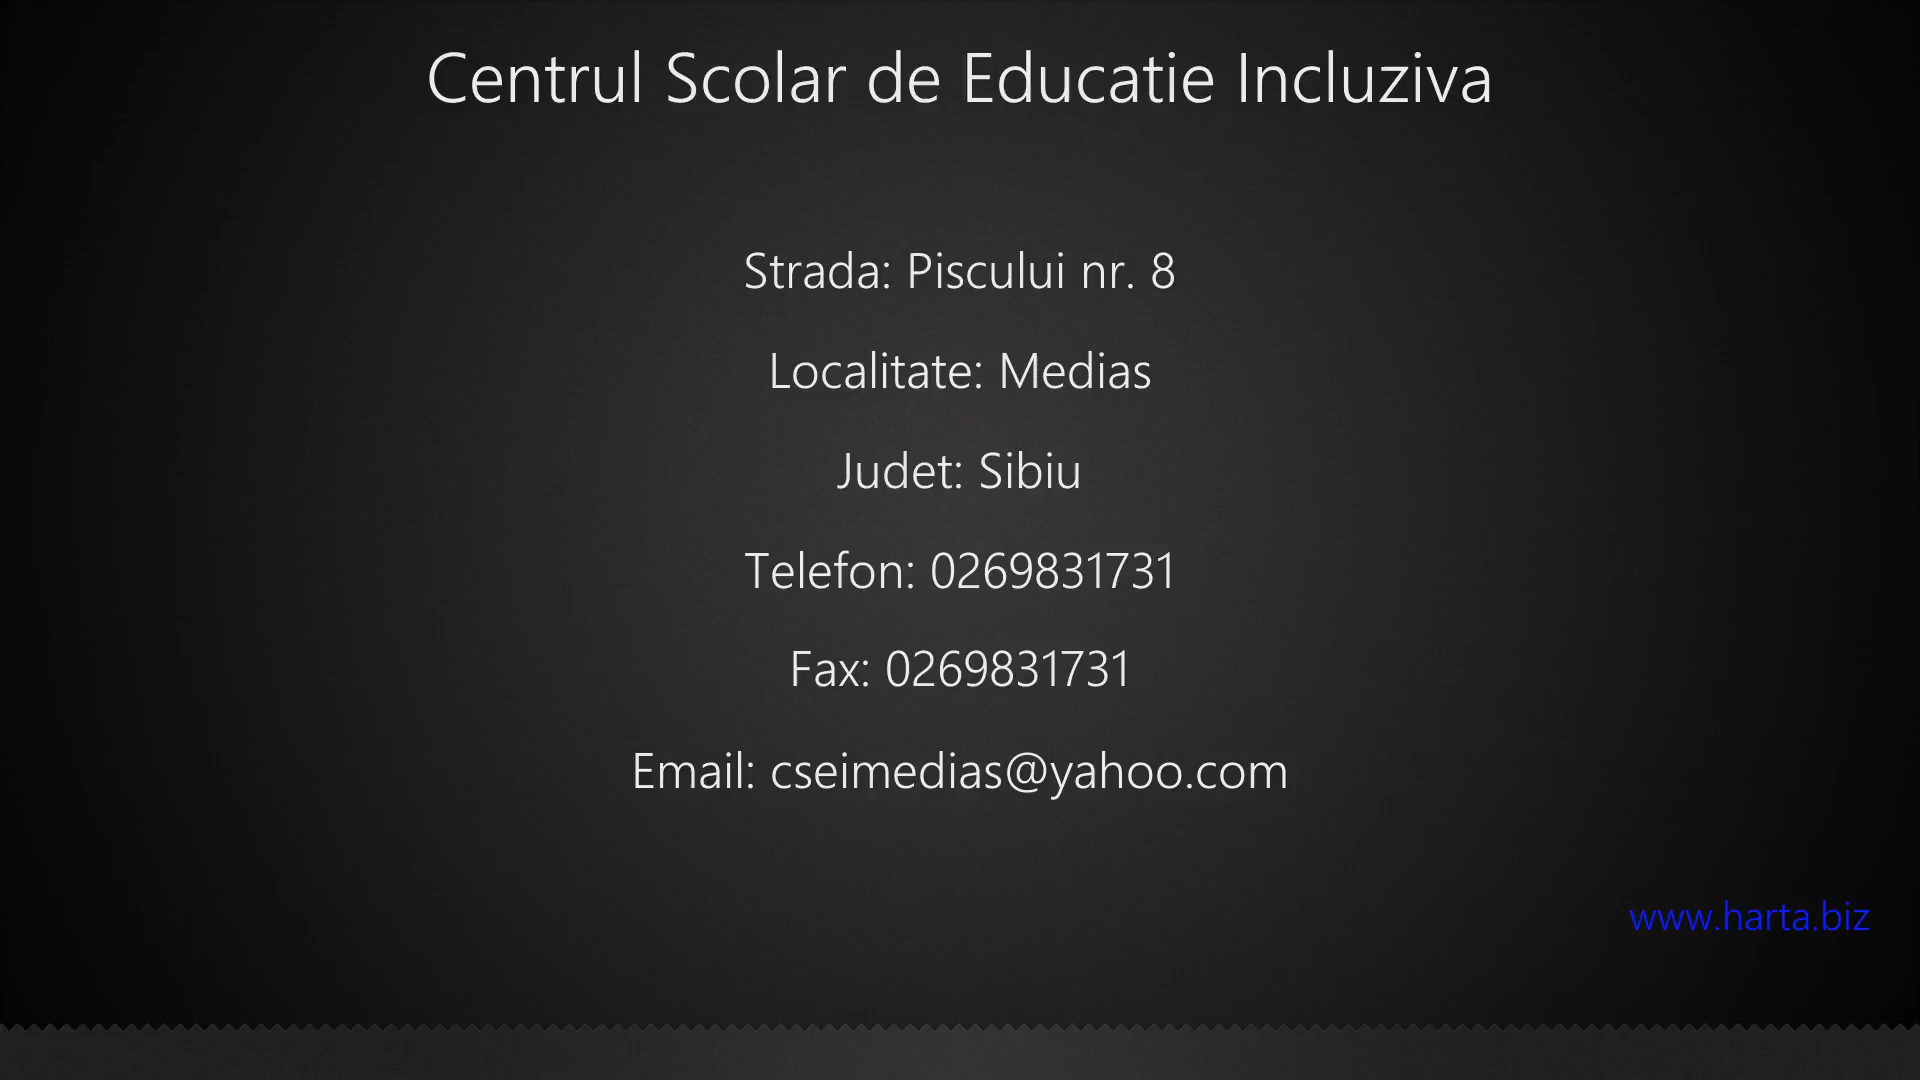 Centrul Scolar de Educatie Incluziva
Strada: Piscului nr. 8
Localitate: Medias
Judet: Sibiu
Telefon: 0269831731
Fax: 0269831731
Email: cseimedias@yahoo.com
www.harta.biz